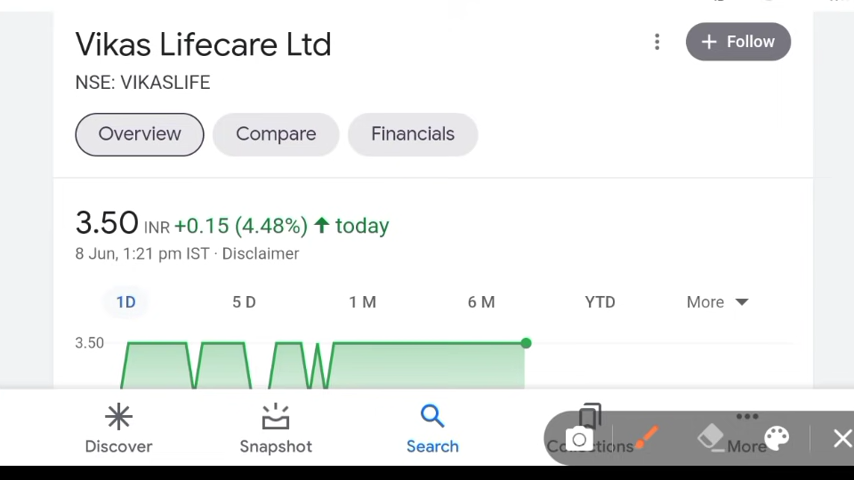 Vikas Lifecare Ltd
+ Follow
NSE: VIKASLIFE
Overview
Compare
Financials
3.50 INR +0.15 (4.48%) ↑ today
8 Jun, 1:21 pm IST · Disclaimer
1D 5 D 1 M 6 M YTD More
3.50
Discover Snapshot Search Collections More